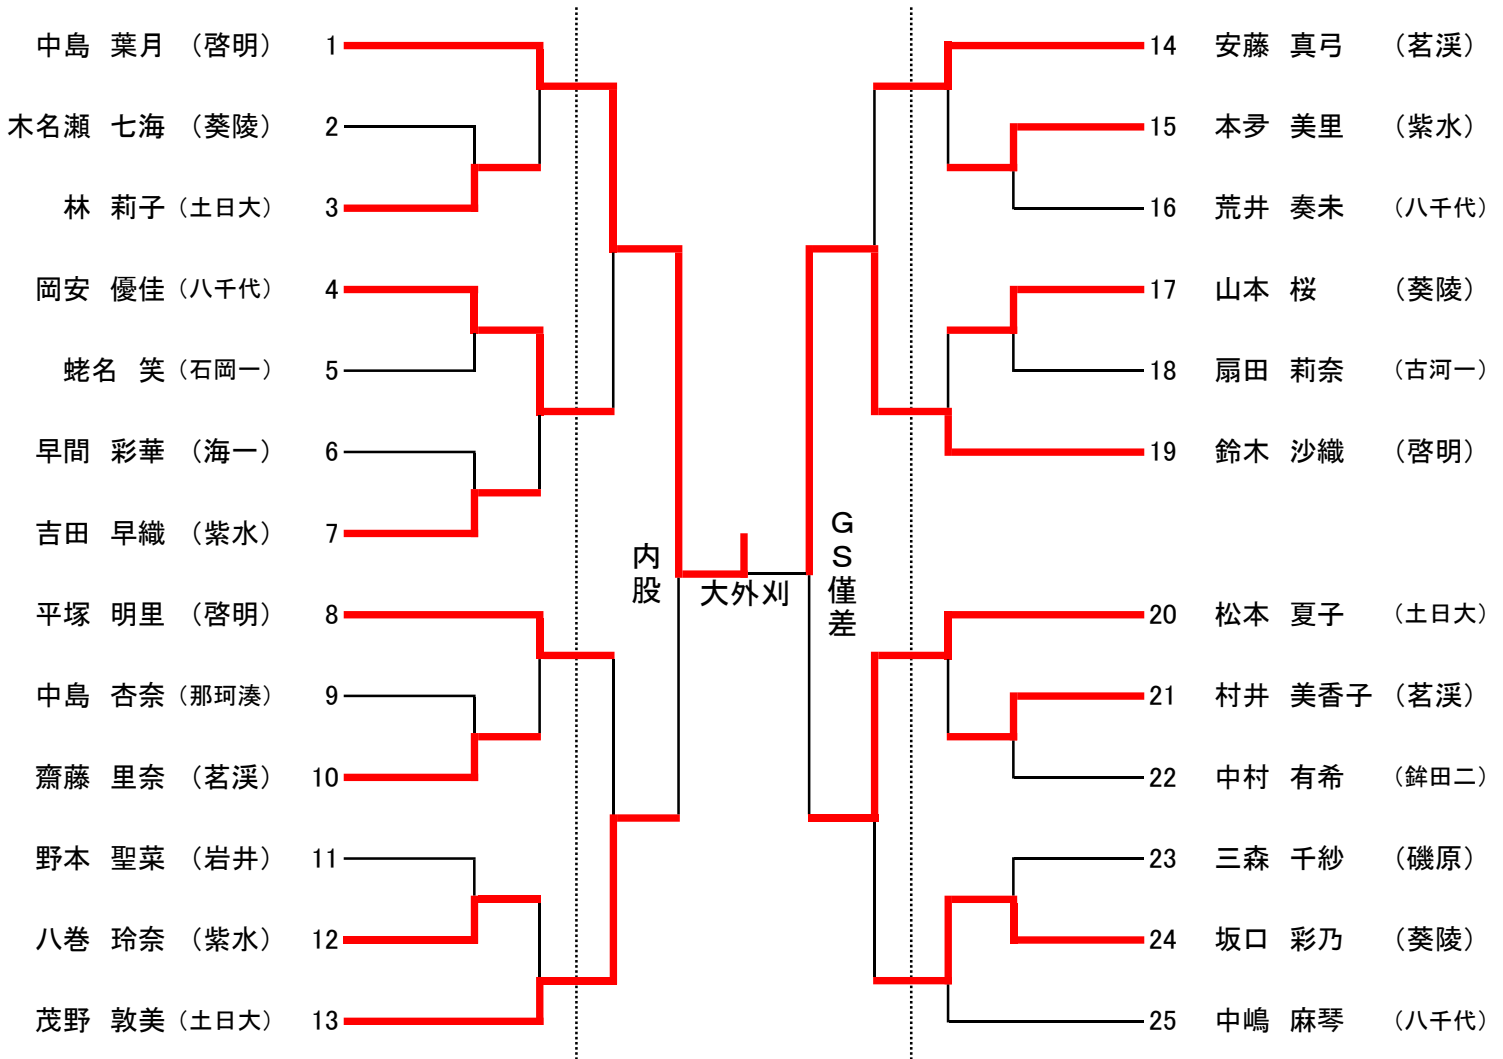 中島 葉月 （啓明） 1
木名瀬 七海 （葵陵） 2
林 莉子 （土日大） 3
岡安 優佳 （八千代） 4
蛯名 笑 （石岡一） 5
早間 彩華 （海一） 6
吉田 早織 （紫水） 7
平塚 明里 （啓明） 8
中島 杏奈 （那珂湊） 9
齋藤 里奈 （茗渓） 10
野本 聖菜 （岩井） 11
八巻 玲奈 （紫水） 12
茂野 敦美 （土日大） 13
内股
大外刈
GS僅差
14 安藤 真弓 （茗渓）
15 本夛 美里 （紫水）
16 荒井 奏未 （八千代）
17 山本 桜 （葵陵）
18 扇田 莉奈 （古河一）
19 鈴木 沙織 （啓明）
20 松本 夏子 （土日大）
21 村井 美香子 （茗渓）
22 中村 有希 （鉾田二）
23 三森 千紗 （磯原）
24 坂口 彩乃 （葵陵）
25 中嶋 麻琴 （八千代）